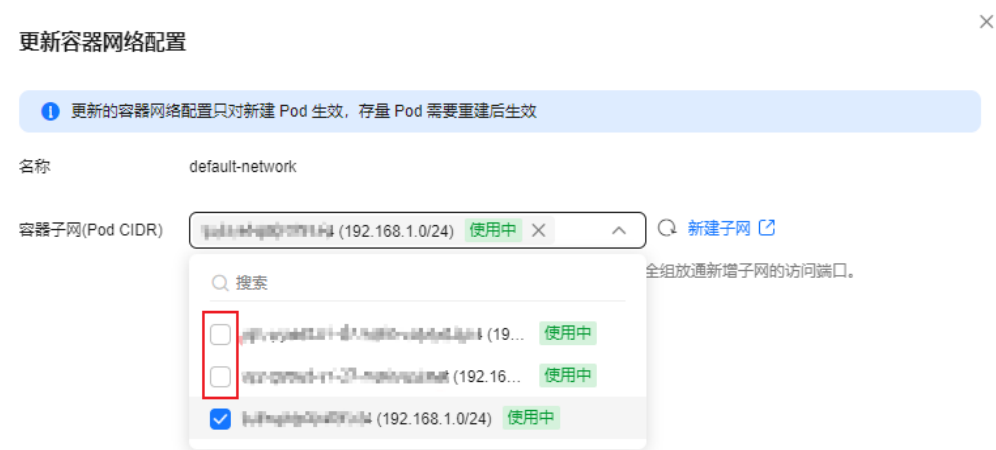 更新容器网络配置
更新的容器网络配置只对新建 Pod 生效，存量 Pod 需要重建后生效
名称 default-network
容器子网(Pod CIDR) (192.168.1.0/24) 使用中 新建子网
全组放通新增子网的访问端口。
搜索
(19... 使用中
(192.16... 使用中
(192.168.1.0/24) 使用中